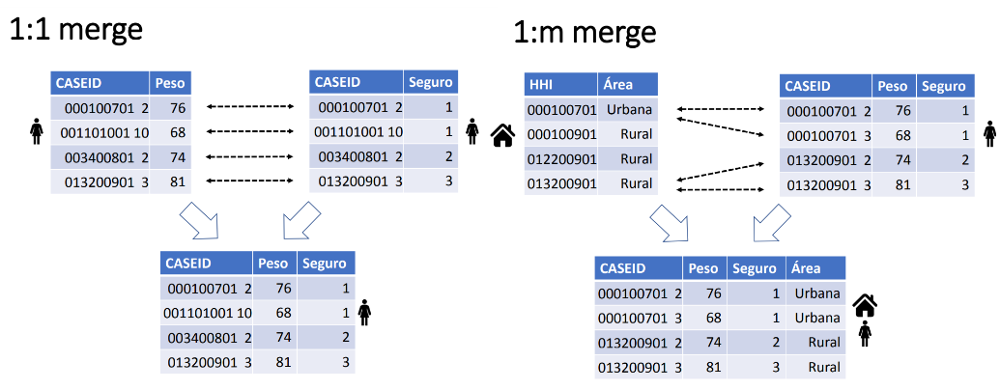 1:1 merge
CASEID Peso
000100701 2 76
001101001 10 68
003400801 2 74
013200901 3 81
CASEID Seguro
000100701 2 1
001101001 10 1
003400801 2 2
013200901 3 3
CASEID Peso Seguro
000100701 2 76 1
001101001 10 68 1
003400801 2 74 2
013200901 3 81 3
1:m merge
HHI Área
000100701 Urbana
000100901 Rural
012200901 Rural
013200901 Rural
CASEID Peso Seguro
000100701 2 76 1
000100701 3 68 1
013200901 2 74 2
013200901 3 81 3
CASEID Peso Seguro Área
000100701 2 76 1 Urbana
000100701 3 68 1 Urbana
013200901 2 74 2 Rural
013200901 3 81 3 Rural